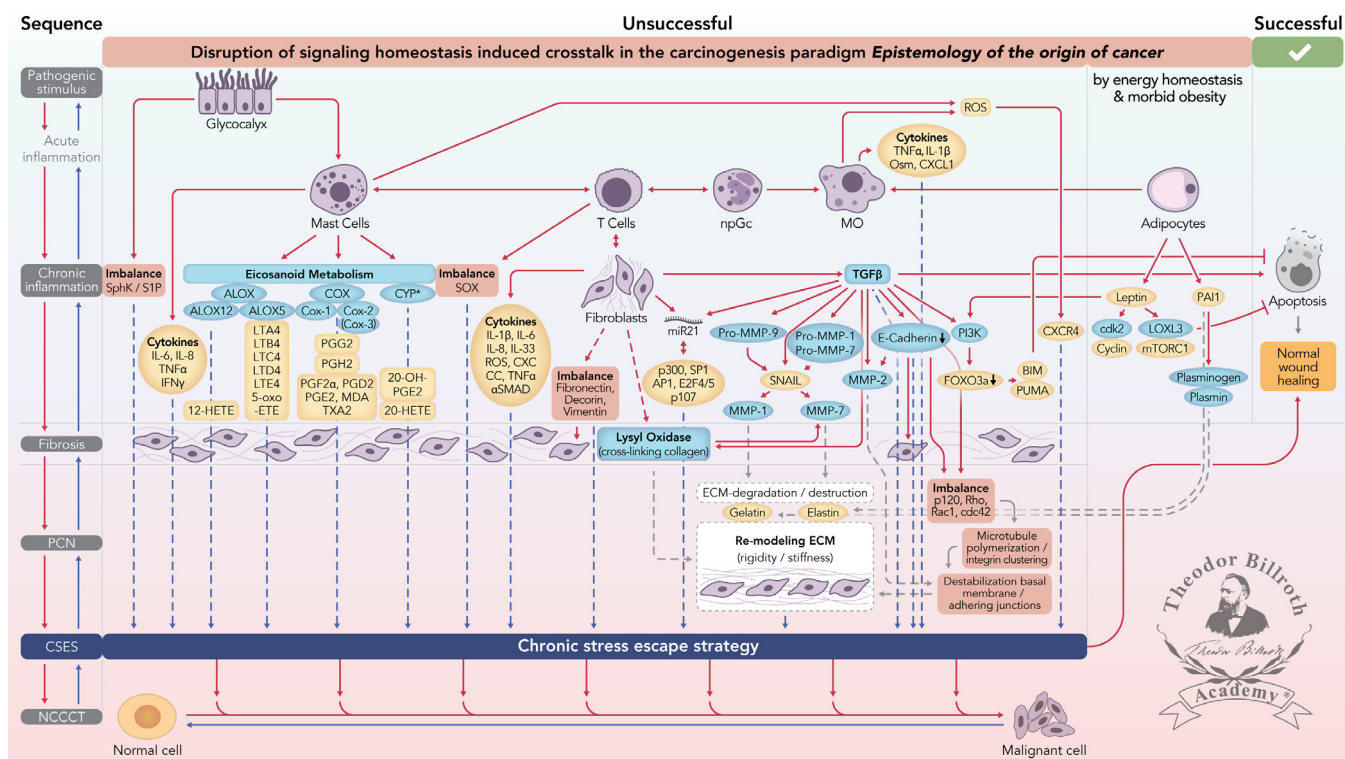 Sequence
Unsuccessful
Successful
Disruption of signaling homeostasis induced crosstalk in the carcinogenesis paradigm Epistemology of the origin of cancer
Pathogenic
stimulus
by energy homeostasis
& morbid obesity
Glycocalyx
ROS
Acute
inflammation
Cytokines
TNFα, IL-1β
Osm, CXCL1
Mast Cells
T Cells
npGc
MO
Adipocytes
Chronic
inflammation
Imbalance
SphK / S1P
Eicosanoid Metabolism
Imbalance
SOX
TGFβ
Apoptosis
ALOX
COX
CYP*
ALOX12
ALOX5
Cox-1
Cox-2
(Cox-3)
Fibroblasts
Leptin
PAI1
Cytokines
IL-6, IL-8
TNFα
IFNγ
LTA4
LTB4
LTC4
LTD4
LTE4
5-oxo
-ETE
PGG2
PGH2
PGF2α, PGD2
PGE2, MDA
TXA2
20-OH-
PGE2
12-HETE
20-HETE
Cytokines
IL-1β, IL-6
IL-8, IL-33
ROS, CXC
CC, TNFα
αSMAD
miR21
Pro-MMP-9
Pro-MMP-1
Pro-MMP-7
E-Cadherin
PI3K
CXCR4
cdk2
LOXL3
Cyclin
mTORC1
Normal
wound
healing
Imbalance
Fibronectin,
Decorin,
Vimentin
p300, SP1
AP1, E2F4/5
p107
SNAIL
MMP-2
FOXO3a
BIM
PUMA
Plasminogen
Plasmin
MMP-1
MMP-7
Fibrosis
Lysyl Oxidase
(cross-linking collagen)
ECM-degradation / destruction
Gelatin
Elastin
Imbalance
p120, Rho,
Rac1, cdc42
PCN
Re-modeling ECM
(rigidity / stiffness)
Microtubule
polymerization /
integrin clustering
Destabilization basal
membrane /
adhering junctions
Theodor Billroth
Theodor Billroth
Academy®
CSES
Chronic stress escape strategy
NCCCT
Normal cell
Malignant cell